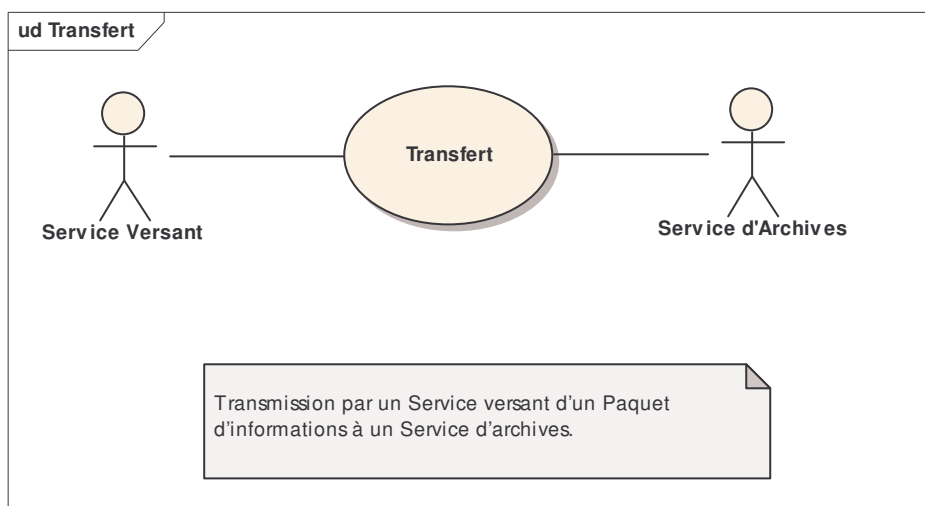 ud Transfert
Transfert
Service Versant
Service d'Archives
Transmission par un Service versant d’un Paquet
d’informations à un Service d’archives.